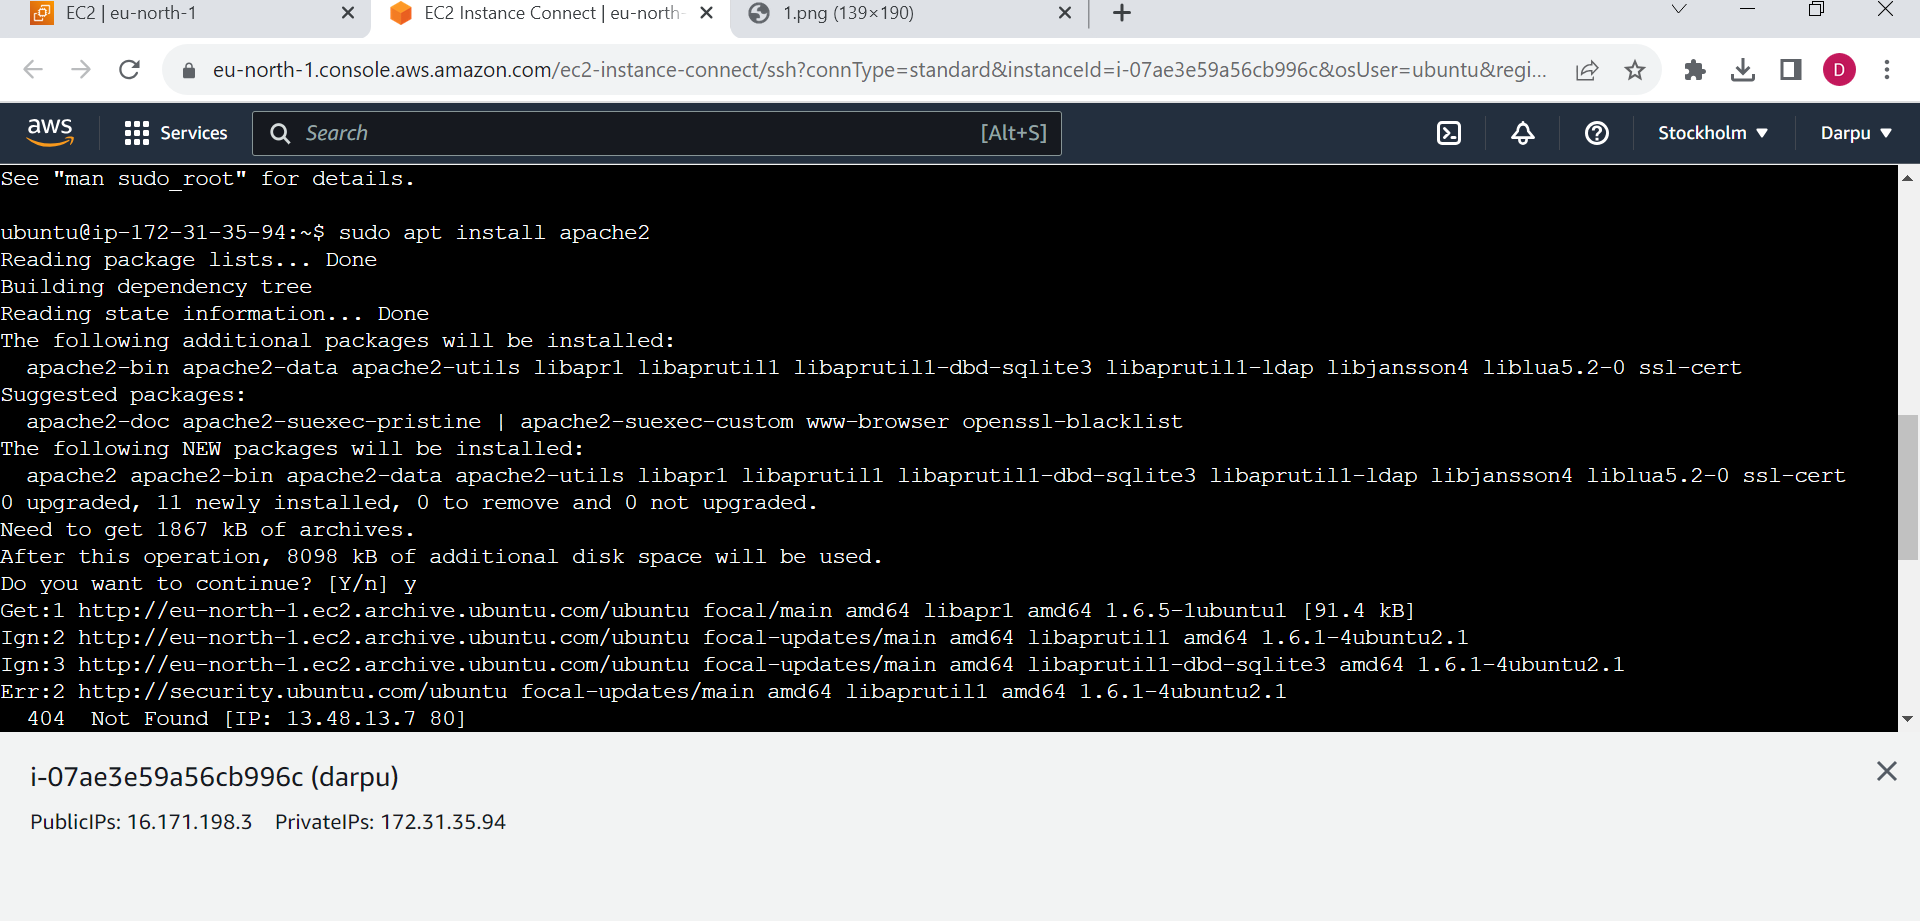 EC2 | eu-north-1
EC2 Instance Connect | eu-north-
1.png (139×190)
eu-north-1.console.aws.amazon.com/ec2-instance-connect/ssh?connType=standard&instanceId=i-07ae3e59a56cb996c&osUser=ubuntu&regi...
D
aws
Services
Search
[Alt+S]
Stockholm
Darpu
See "man sudo_root" for details.
ubuntu@ip-172-31-35-94:~$ sudo apt install apache2
Reading package lists... Done
Building dependency tree
Reading state information... Done
The following additional packages will be installed:
apache2-bin apache2-data apache2-utils libapr1 libaprutil1 libaprutil1-dbd-sqlite3 libaprutil1-ldap libjansson4 liblua5.2-0 ssl-cert
Suggested packages:
apache2-doc apache2-suexec-pristine | apache2-suexec-custom www-browser openssl-blacklist
The following NEW packages will be installed:
apache2 apache2-bin apache2-data apache2-utils libapr1 libaprutil1 libaprutil1-dbd-sqlite3 libaprutil1-ldap libjansson4 liblua5.2-0 ssl-cert
0 upgraded, 11 newly installed, 0 to remove and 0 not upgraded.
Need to get 1867 kB of archives.
After this operation, 8098 kB of additional disk space will be used.
Do you want to continue? [Y/n] y
Get:1 http://eu-north-1.ec2.archive.ubuntu.com/ubuntu focal/main amd64 libapr1 amd64 1.6.5-1ubuntu1 [91.4 kB]
Ign:2 http://eu-north-1.ec2.archive.ubuntu.com/ubuntu focal-updates/main amd64 libaprutil1 amd64 1.6.1-4ubuntu2.1
Ign:3 http://eu-north-1.ec2.archive.ubuntu.com/ubuntu focal-updates/main amd64 libaprutil1-dbd-sqlite3 amd64 1.6.1-4ubuntu2.1
Err:2 http://security.ubuntu.com/ubuntu focal-updates/main amd64 libaprutil1 amd64 1.6.1-4ubuntu2.1
404  Not Found [IP: 13.48.13.7 80]
i-07ae3e59a56cb996c (darpu)
PublicIPs: 16.171.198.3 PrivateIPs: 172.31.35.94